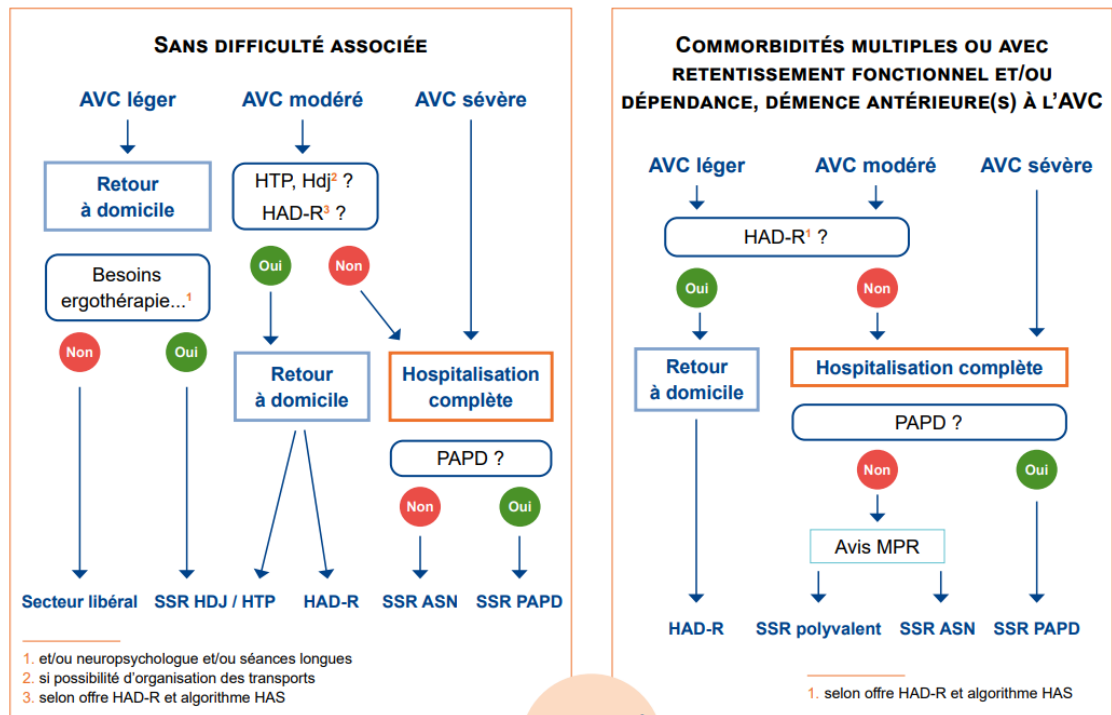 SANS DIFFICULTÉ ASSOCIÉE
AVC léger
AVC modéré
AVC sévère
Retour
à domicile
HTP, Hdj² ?
HAD-R³ ?
Besoins
ergothérapie...¹
Oui
Non
Non
Oui
Retour
à domicile
Hospitalisation
complète
PAPD ?
Non
Oui
Secteur libéral
SSR HDJ / HTP
HAD-R
SSR ASN
SSR PAPD
1. et/ou neuropsychologue et/ou séances longues
2. si possibilité d'organisation des transports
3. selon offre HAD-R et algorithme HAS
COMMORBIDITÉS MULTIPLES OU AVEC
RETENTISSEMENT FONCTIONNEL ET/OU
DÉPENDANCE, DÉMENCE ANTÉRIEURE(S) À L'AVC
AVC léger
AVC modéré
AVC sévère
HAD-R¹ ?
Oui
Non
Retour
à domicile
Hospitalisation complète
PAPD ?
Non
Oui
Avis MPR
HAD-R
SSR polyvalent
SSR ASN
SSR PAPD
1. selon offre HAD-R et algorithme HAS